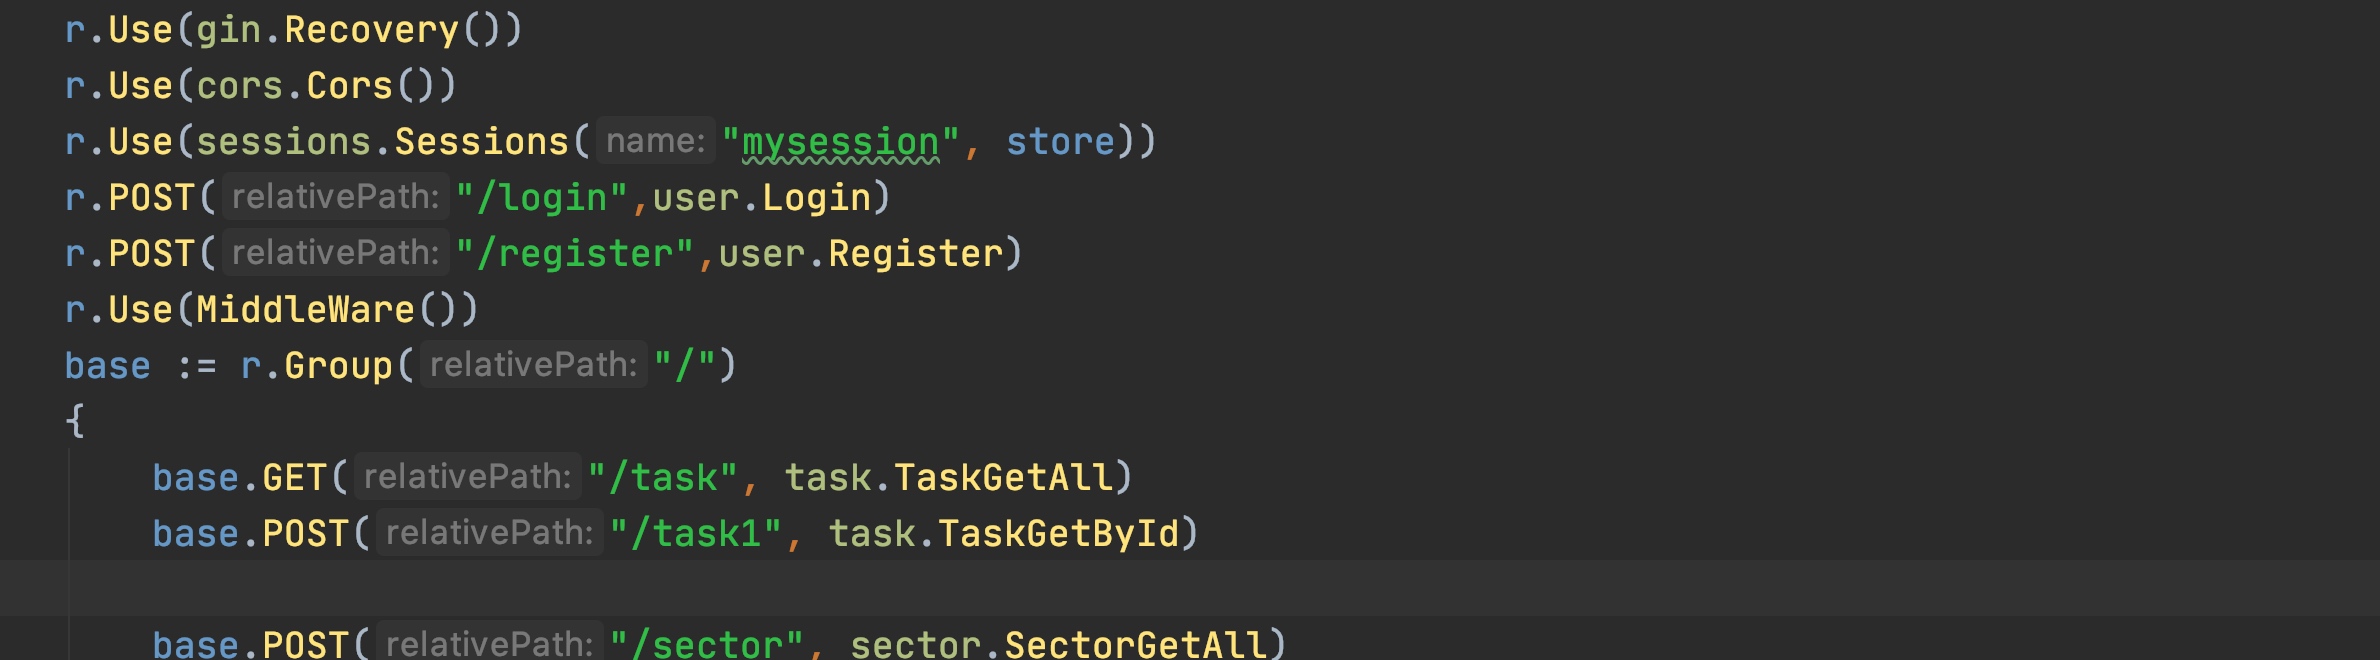 r.Use(gin.Recovery())
r.Use(cors.Cors())
r.Use(sessions.Sessions( name: "mysession", store))
r.POST( relativePath: "/login",user.Login)
r.POST( relativePath: "/register",user.Register)
r.Use(MiddleWare())
base := r.Group( relativePath: "/")
{
base.GET( relativePath: "/task", task.TaskGetAll)
base.POST( relativePath: "/task1", task.TaskGetById)
base.POST( relativePath: "/sector", sector.SectorGetAll)